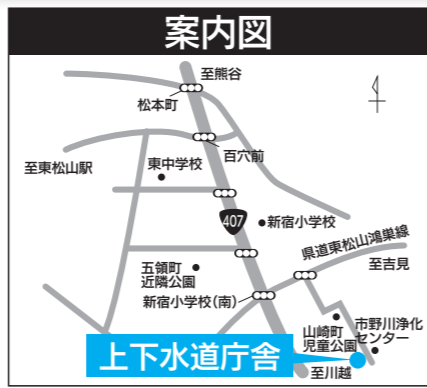 案内図
至熊谷
松本町
百穴前
至東松山駅
東中学校
407
新宿小学校
県道東松山鴻巣線
至吉見
五領町
近隣公園
新宿小学校(南)
山崎町
児童公園
市野川浄化
センター
上下水道庁舎
至川越